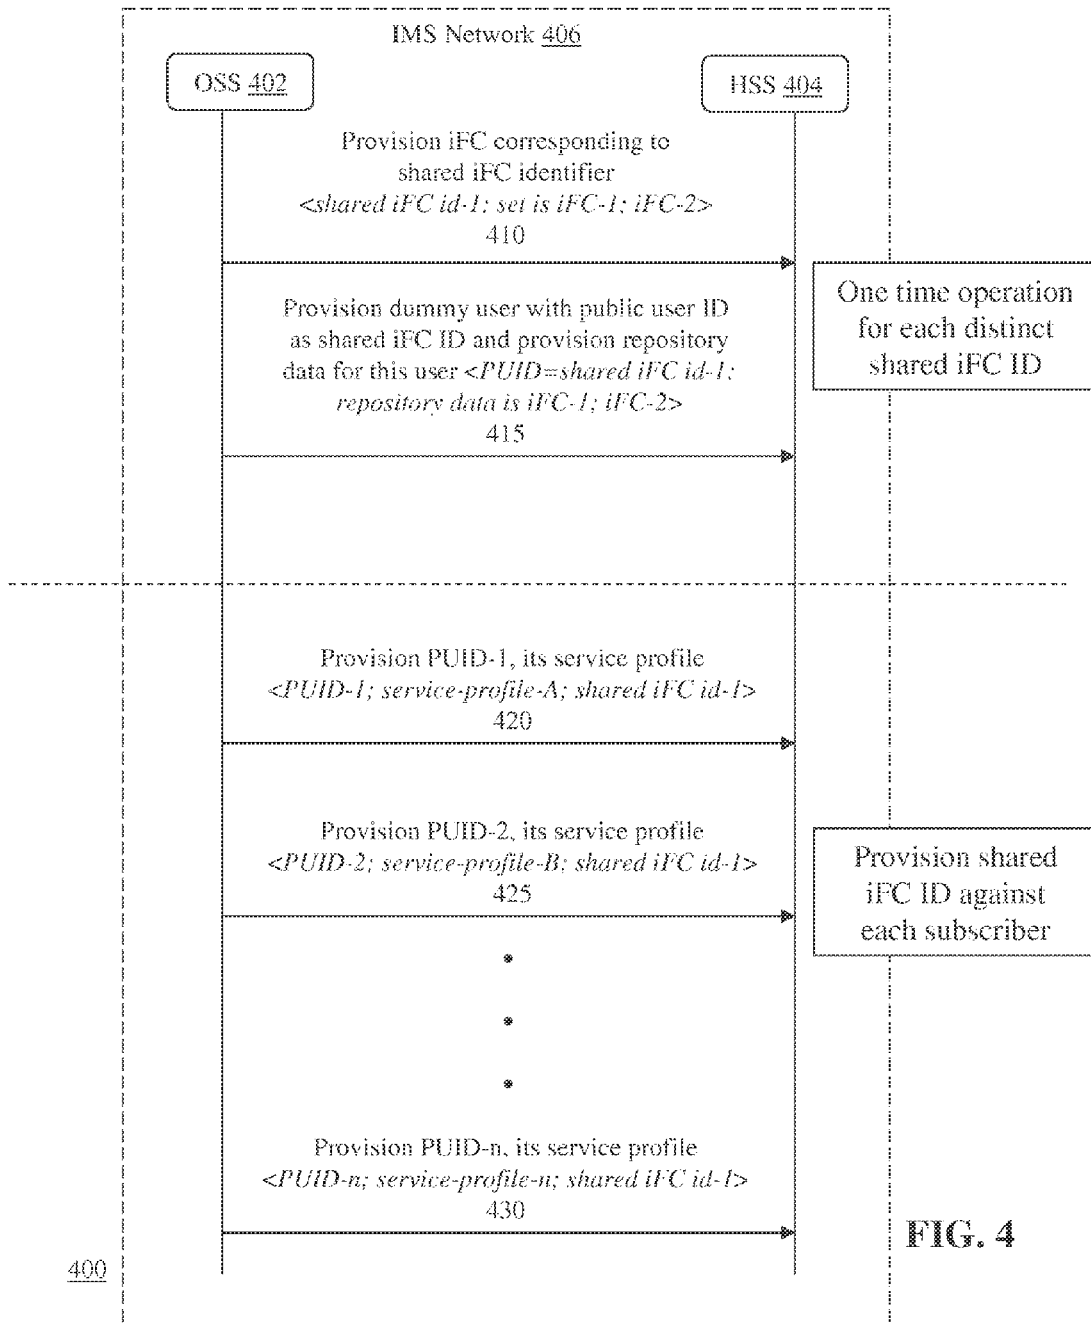 IMS Network 406
OSS 402
HSS 404
Provision iFC corresponding to
shared iFC identifier
<shared iFC id-1; set is iFC-1; iFC-2>
410
Provision dummy user with public user ID
as shared iFC ID and provision repository
data for this user <PUID=shared iFC id-1;
repository data is iFC-1; iFC-2>
415
One time operation
for each distinct
shared iFC ID
Provision PUID-1, its service profile
<PUID-1; service-profile-A; shared iFC id-1>
420
Provision PUID-2, its service profile
<PUID-2; service-profile-B; shared iFC id-1>
425
Provision shared
iFC ID against
each subscriber
Provision PUID-n, its service profile
<PUID-n; service-profile-n; shared iFC id-1>
430
FIG. 4
400